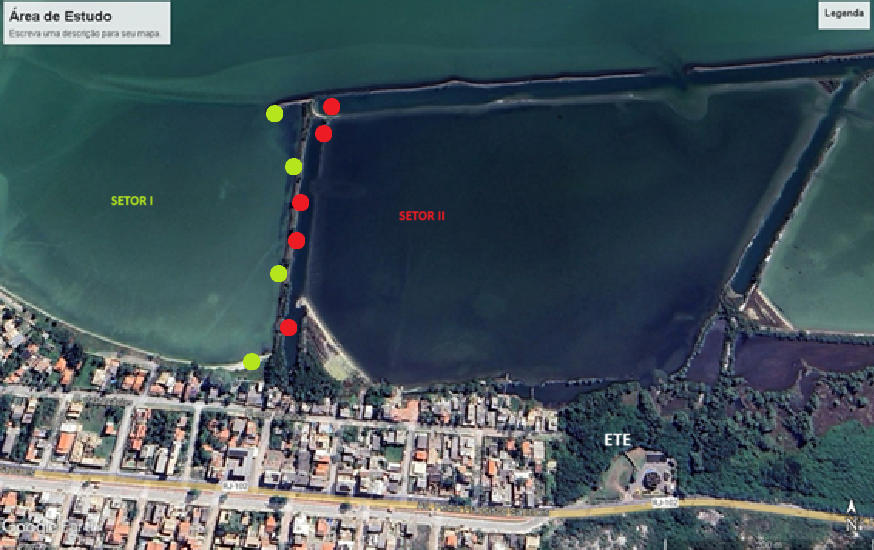 Área de Estudo
Escreva uma descrição para seu mapa.
Legenda
SETOR I
SETOR II
ETE
N